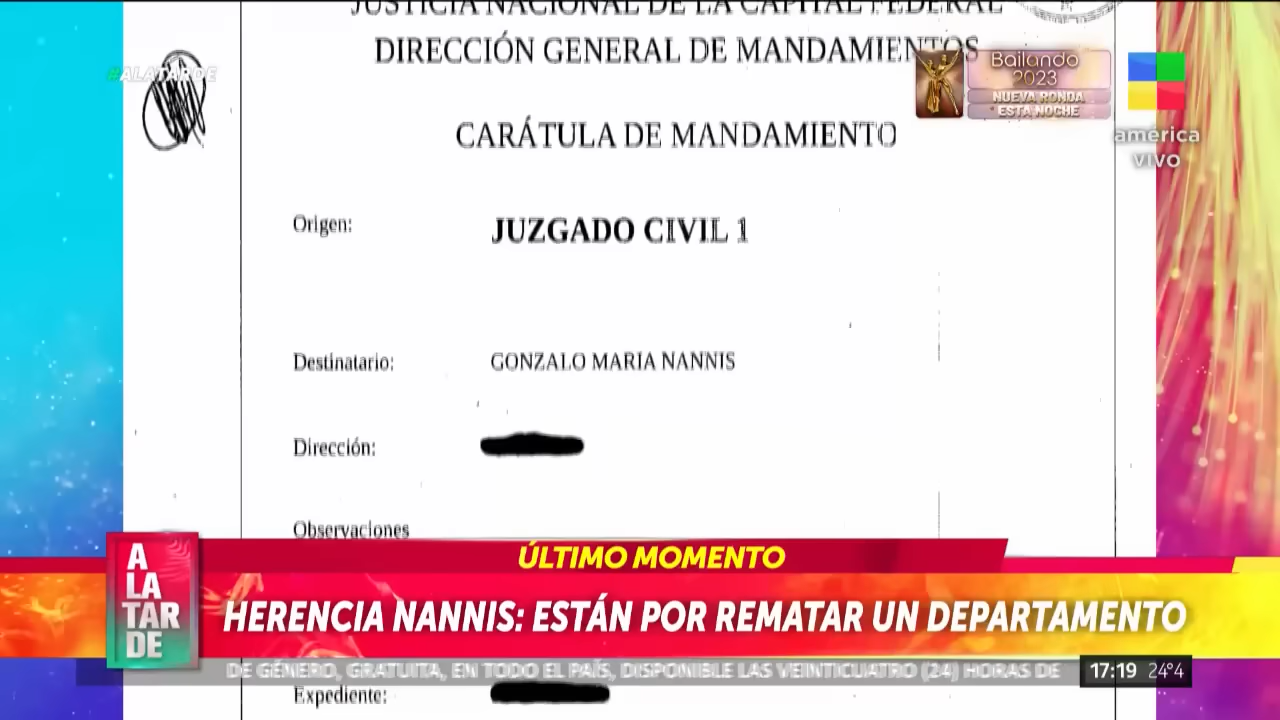 JUSTICIA NACIONAL DE LA CAPITAL FEDERAL
DIRECCIÓN GENERAL DE MANDAMIENTOS
#ALATARDE
Bailando
2023
NUEVA RONDA
ESTA NOCHE
america
VIVO
CARÁTULA DE MANDAMIENTO
Origen:
JUZGADO CIVIL 1
Destinatario:
GONZALO MARIA NANNIS
Dirección:
Observaciones
ÚLTIMO MOMENTO
A
LA
TAR
DE
HERENCIA NANNIS: ESTÁN POR REMATAR UN DEPARTAMENTO
DE GÉNERO, GRATUITA, EN TODO EL PAÍS, DISPONIBLE LAS VEINTICUATRO (24) HORAS DE
17:19 24°4
Expediente: